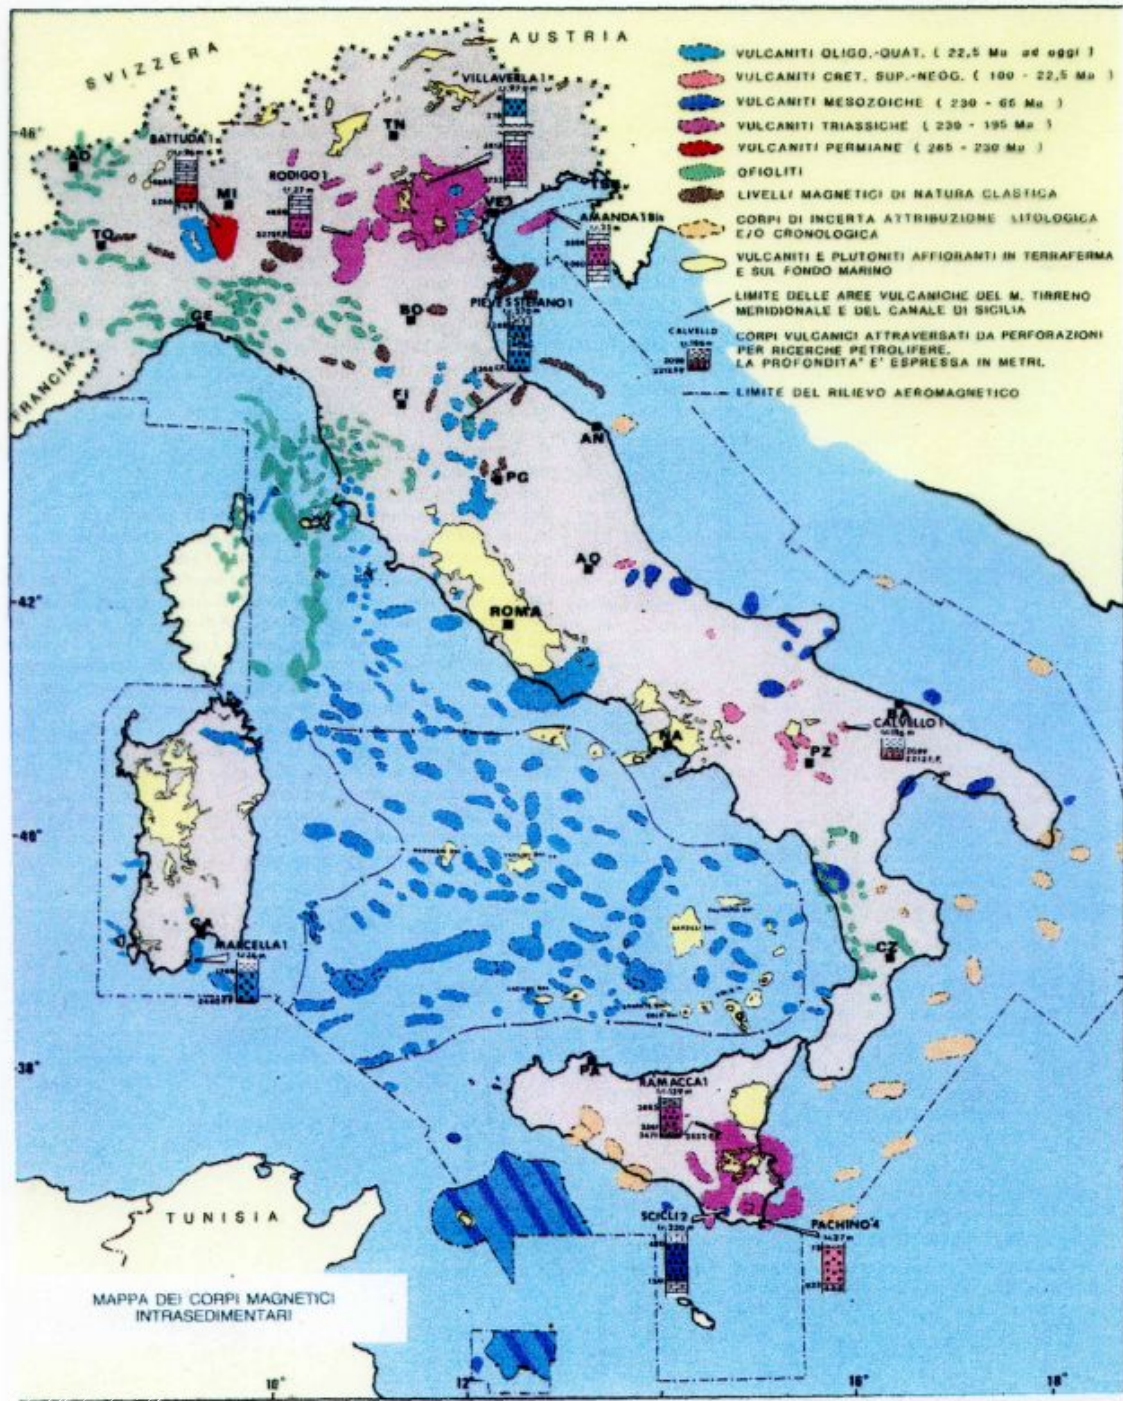 SVIZZERA
AUSTRIA
VULCANITI OLIGO.-QUAT. ( 22,5 Ma ad oggi )
VULCANITI CRET. SUP.-NEOG. ( 100 - 22,5 Ma )
VULCANITI MESOZOICHE ( 230 - 65 Ma )
VULCANITI TRIASSICHE ( 230 - 195 Ma )
VULCANITI PERMIANE ( 265 - 230 Ma )
OFIOLITI
LIVELLI MAGNETICI DI NATURA CLASTICA
CORPI DI INCERTA ATTRIBUZIONE LITOLOGICA
E/O CRONOLOGICA
VULCANITI E PLUTONITI AFFIORANTI IN TERRAFERMA
E SUL FONDO MARINO
LIMITE DELLE AREE VULCANICHE DEL M. TIRRENO
MERIDIONALE E DEL CANALE DI SICILIA
CALVELLO
CORPI VULCANICI ATTRAVERSATI DA PERFORAZIONI
PER RICERCHE PETROLIFERE.
LA PROFONDITA' E' ESPRESSA IN METRI.
LIMITE DEL RILIEVO AEROMAGNETICO
VILLAVERLA 1
TN
46°
BATTUDA 1
AO
MI
RODIGO 1
VE
TS
AMANDA 1 Bis
TO
PIEVE S STEFANO 1
BO
GE
FRANCIA
FI
AN
PG
AQ
42°
ROMA
BA
CALVELLO 1
NA
PZ
40°
CA
MARCELLA 1
CZ
38°
PA
RAMACCA 1
TUNISIA
SCICLI 2
PACHINO 4
MAPPA DEI CORPI MAGNETICI
INTRASEDIMENTARI
10°
12°
16°
18°